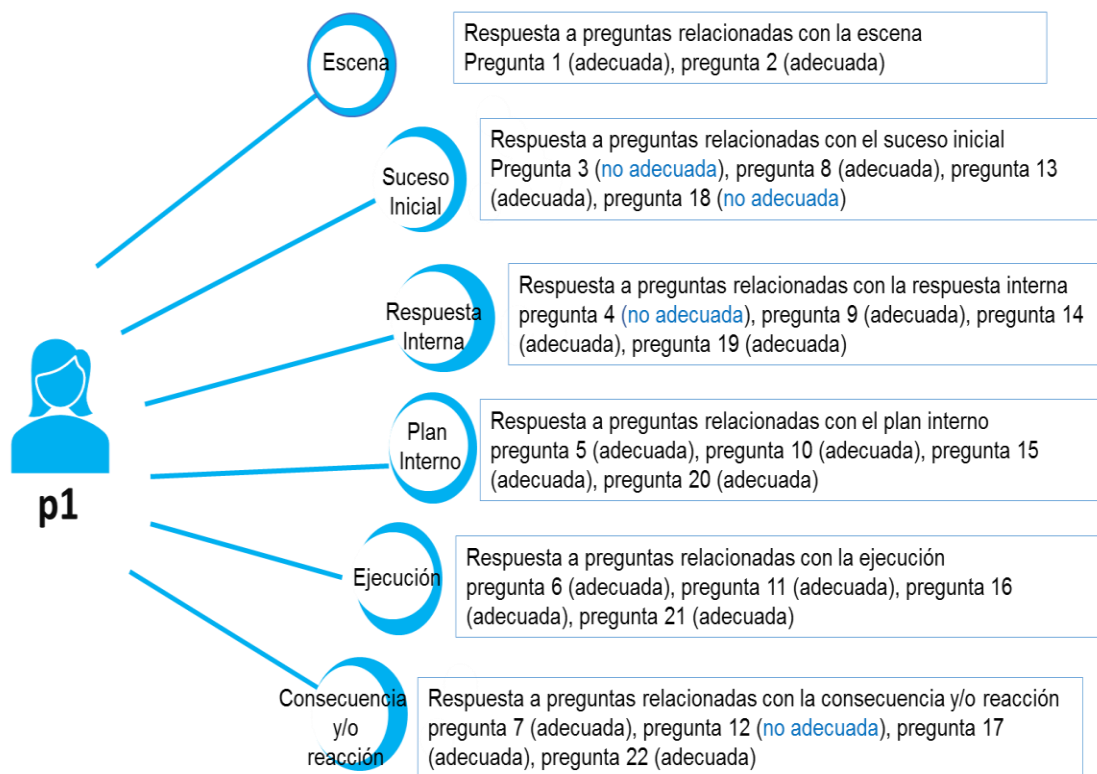 Escena
Respuesta a preguntas relacionadas con la escena
Pregunta 1 (adecuada), pregunta 2 (adecuada)
Suceso
Inicial
Respuesta a preguntas relacionadas con el suceso inicial
Pregunta 3 (no adecuada), pregunta 8 (adecuada), pregunta 13
(adecuada), pregunta 18 (no adecuada)
Respuesta
Interna
Respuesta a preguntas relacionadas con la respuesta interna
pregunta 4 (no adecuada), pregunta 9 (adecuada), pregunta 14
(adecuada), pregunta 19 (adecuada)
Plan
Interno
Respuesta a preguntas relacionadas con el plan interno
pregunta 5 (adecuada), pregunta 10 (adecuada), pregunta 15
(adecuada), pregunta 20 (adecuada)
p1
Ejecución
Respuesta a preguntas relacionadas con la ejecución
pregunta 6 (adecuada), pregunta 11 (adecuada), pregunta 16
(adecuada), pregunta 21 (adecuada)
Consecuencia
y/o
reacción
Respuesta a preguntas relacionadas con la consecuencia y/o reacción
pregunta 7 (adecuada), pregunta 12 (no adecuada), pregunta 17
(adecuada), pregunta 22 (adecuada)